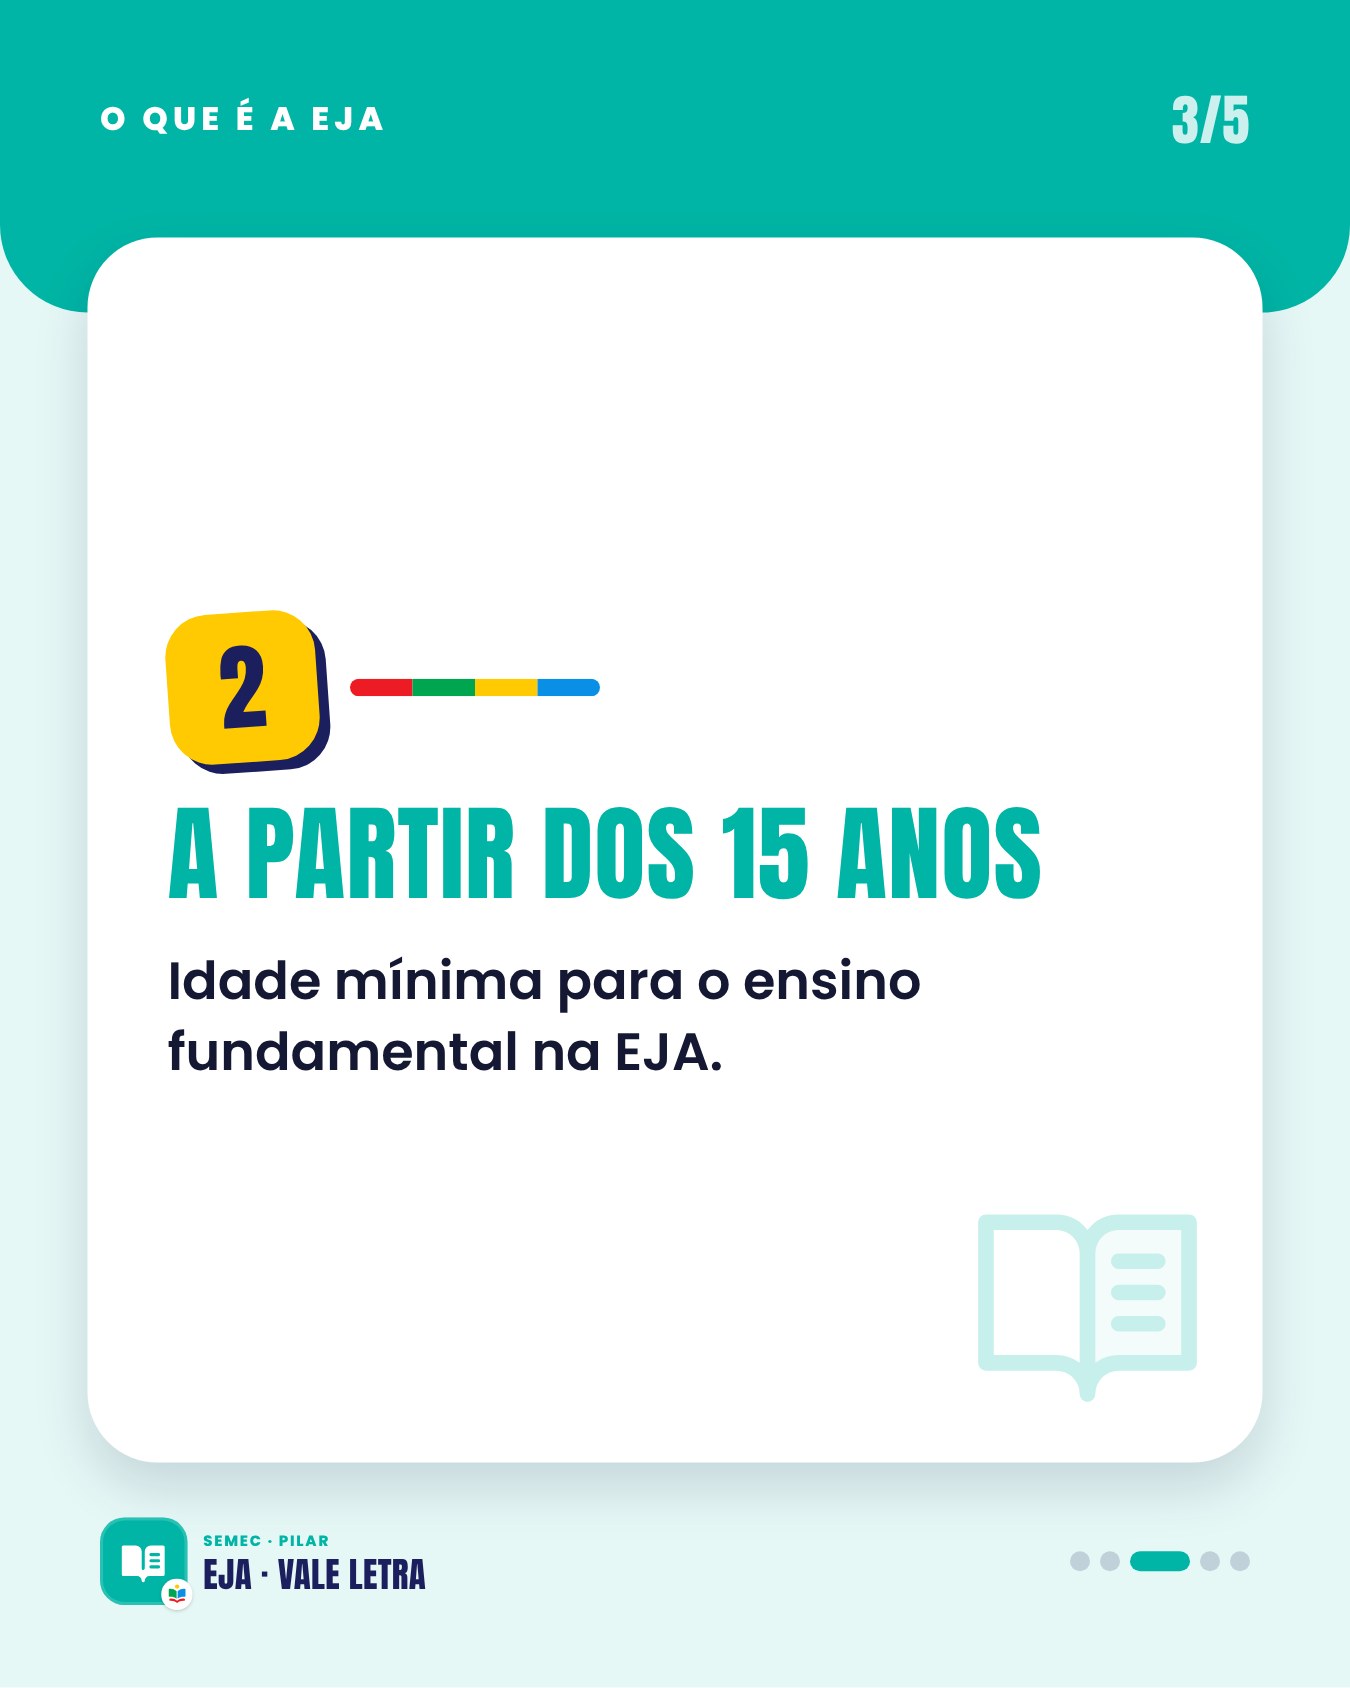 O QUE É A EJA
3/5
2
A PARTIR DOS 15 ANOS
Idade mínima para o ensino
fundamental na EJA.
SEMEC · PILAR
EJA · VALE LETRA